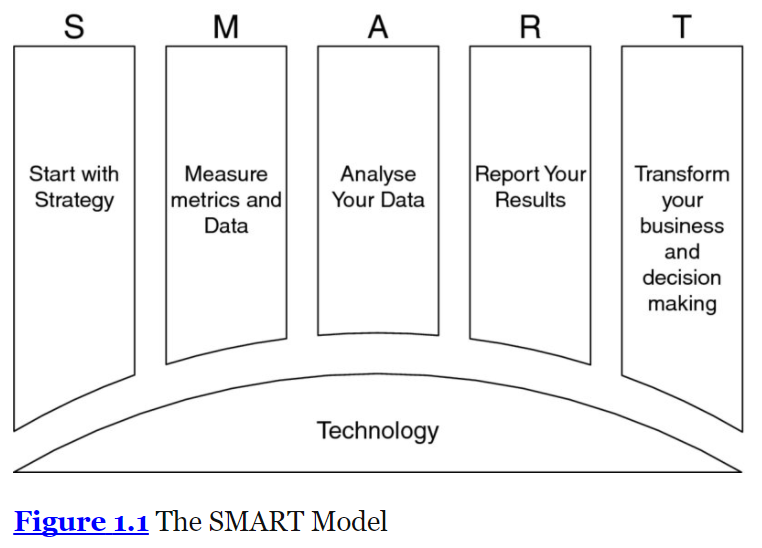 S M A R T
Start with
Strategy
Measure
metrics and
Data
Analyse
Your Data
Report Your
Results
Transform
your
business
and
decision
making
Technology
Figure 1.1 The SMART Model